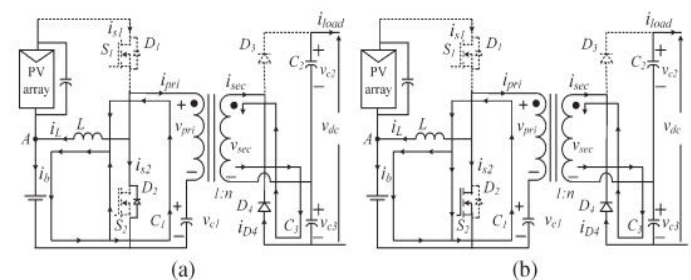 i_s1
S_1
D_1
PV
array
A
i_L
L
i_b
i_s2
D_2
S_2
C_1
v_c1
i_pri
v_pri
i_sec
v_sec
1:n
D_3
D_4
i_D4
C_2
v_c2
C_3
v_c3
v_dc
i_load
(a)
i_s1
S_1
D_1
PV
array
A
i_L
L
i_b
i_s2
D_2
S_2
C_1
v_c1
i_pri
v_pri
i_sec
v_sec
1:n
D_3
D_4
i_D4
C_2
v_c2
C_3
v_c3
v_dc
i_load
(b)